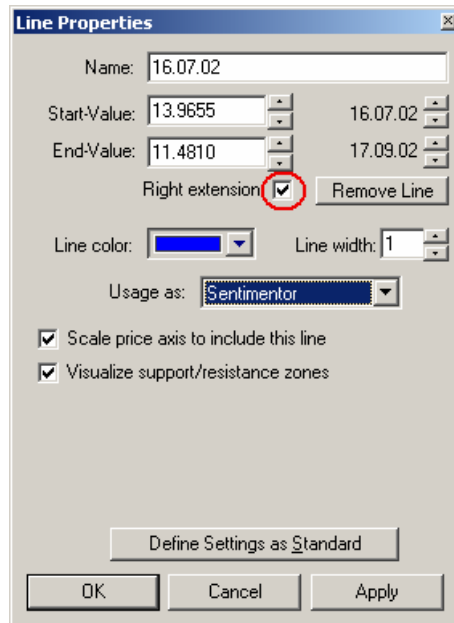 Line Properties
Name: 16.07.02
Start-Value: 13.9655 16.07.02
End-Value: 11.4810 17.09.02
Right extension Remove Line
Line color: Line width: 1
Usage as: Sentimentor
Scale price axis to include this line
Visualize support/resistance zones
Define Settings as Standard
OK Cancel Apply